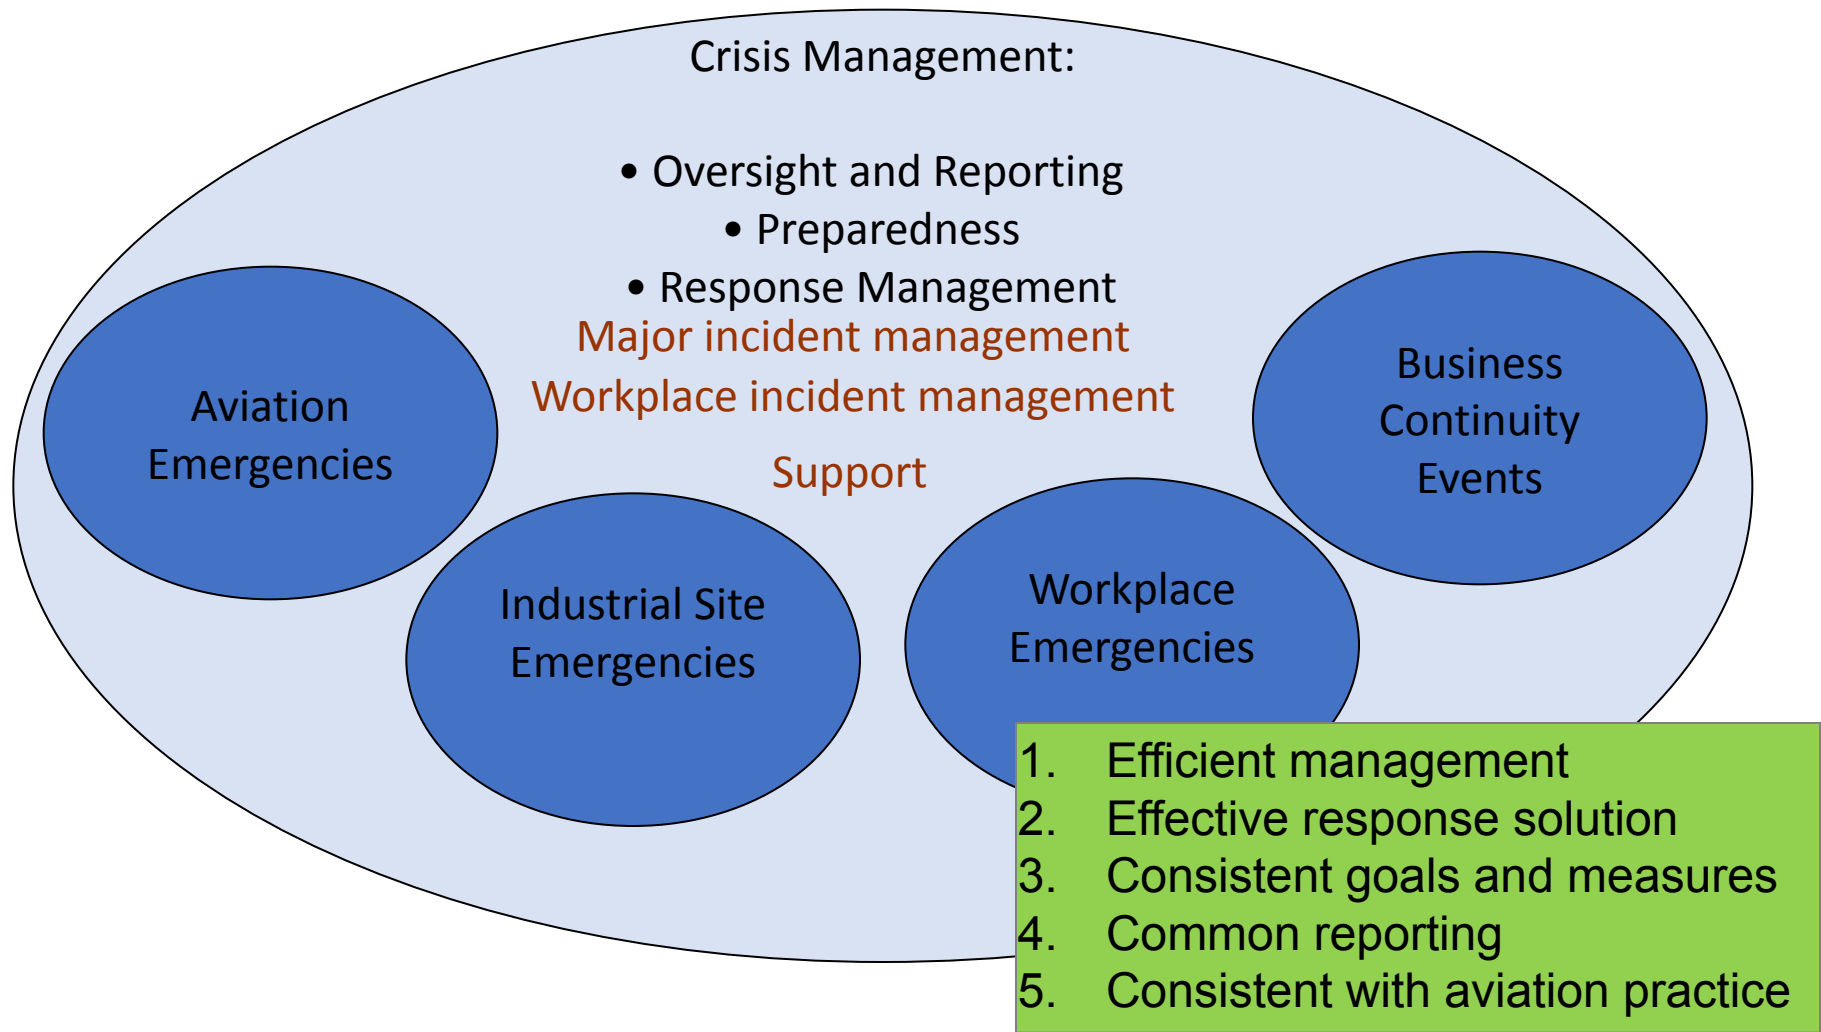 Crisis Management:
• Oversight and Reporting
• Preparedness
• Response Management
Major incident management
Workplace incident management
Support
Aviation
Emergencies
Industrial Site
Emergencies
Workplace
Emergencies
Business
Continuity
Events
1. Efficient management
2. Effective response solution
3. Consistent goals and measures
4. Common reporting
5. Consistent with aviation practice